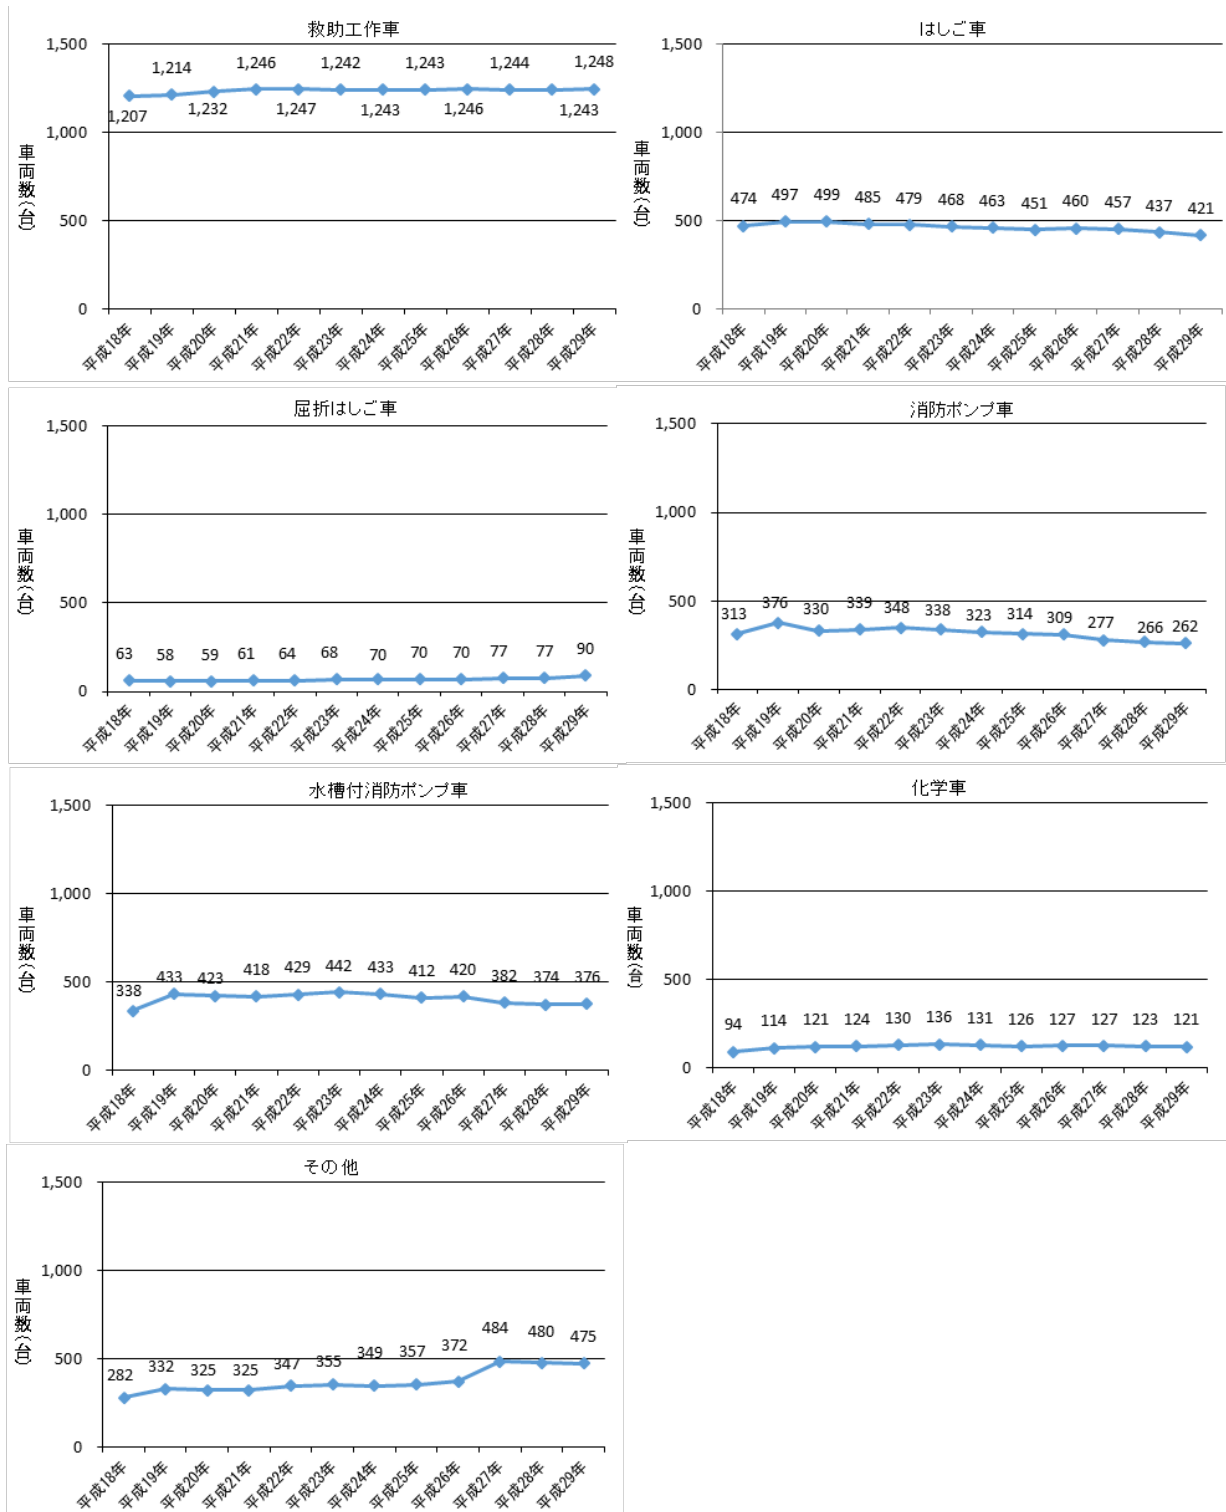 救助工作車
車両数(台)
1,500
1,000
500
0
1,207
1,214
1,232
1,246
1,247
1,242
1,243
1,243
1,246
1,244
1,243
1,248
平成18年
平成19年
平成20年
平成21年
平成22年
平成23年
平成24年
平成25年
平成26年
平成27年
平成28年
平成29年
はしご車
車両数(台)
1,500
1,000
500
0
474
497
499
485
479
468
463
451
460
457
437
421
平成18年
平成19年
平成20年
平成21年
平成22年
平成23年
平成24年
平成25年
平成26年
平成27年
平成28年
平成29年
屈折はしご車
車両数(台)
1,500
1,000
500
0
63
58
59
61
64
68
70
70
70
77
77
90
平成18年
平成19年
平成20年
平成21年
平成22年
平成23年
平成24年
平成25年
平成26年
平成27年
平成28年
平成29年
消防ポンプ車
車両数(台)
1,500
1,000
500
0
313
376
330
339
348
338
323
314
309
277
266
262
平成18年
平成19年
平成20年
平成21年
平成22年
平成23年
平成24年
平成25年
平成26年
平成27年
平成28年
平成29年
水槽付消防ポンプ車
車両数(台)
1,500
1,000
500
0
338
433
423
418
429
442
433
412
420
382
374
376
平成18年
平成19年
平成20年
平成21年
平成22年
平成23年
平成24年
平成25年
平成26年
平成27年
平成28年
平成29年
化学車
車両数(台)
1,500
1,000
500
0
94
114
121
124
130
136
131
126
127
127
123
121
平成18年
平成19年
平成20年
平成21年
平成22年
平成23年
平成24年
平成25年
平成26年
平成27年
平成28年
平成29年
その他
車両数(台)
1,500
1,000
500
0
282
332
325
325
347
355
349
357
372
484
480
475
平成18年
平成19年
平成20年
平成21年
平成22年
平成23年
平成24年
平成25年
平成26年
平成27年
平成28年
平成29年